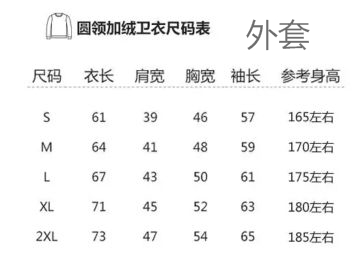 圆领加绒卫衣尺码表 外套
尺码 衣长 肩宽 胸宽 袖长 参考身高
S 61 39 46 57 165左右
M 64 41 48 59 170左右
L 67 43 50 61 175左右
XL 71 45 52 63 180左右
2XL 73 47 54 65 185左右